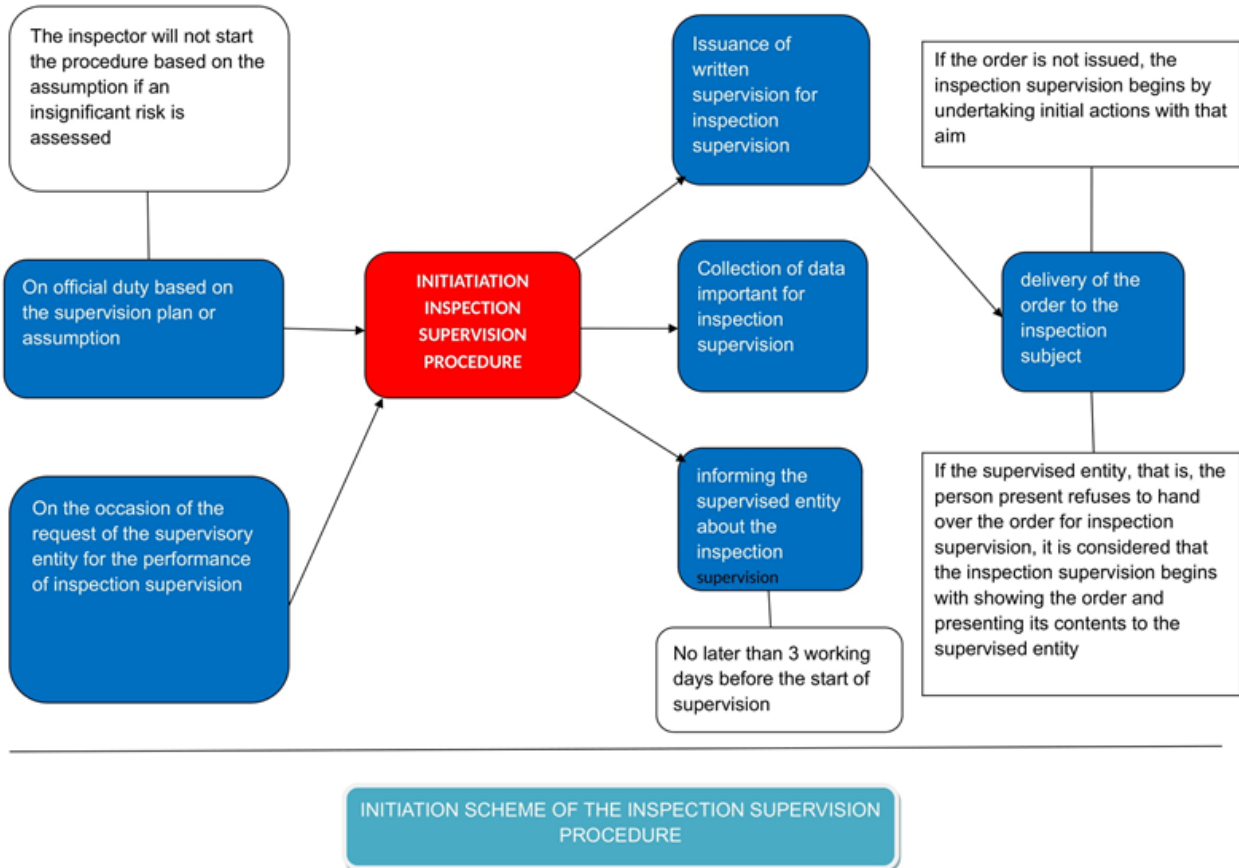 The inspector will not start
the procedure based on the
assumption if an
insignificant risk is
assessed
On official duty based on
the supervision plan or
assumption
On the occasion of the
request of the supervisory
entity for the performance
of inspection supervision
INITIATIATION
INSPECTION
SUPERVISION
PROCEDURE
Issuance of
written
supervision for
inspection
supervision
Collection of data
important for
inspection
supervision
informing the
supervised entity
about the
inspection
supervision
No later than 3 working
days before the start of
supervision
If the order is not issued, the
inspection supervision begins by
undertaking initial actions with that
aim
delivery of the
order to the
inspection
subject
If the supervised entity, that is, the
person present refuses to hand
over the order for inspection
supervision, it is considered that
the inspection supervision begins
with showing the order and
presenting its contents to the
supervised entity
INITIATION SCHEME OF THE INSPECTION SUPERVISION
PROCEDURE